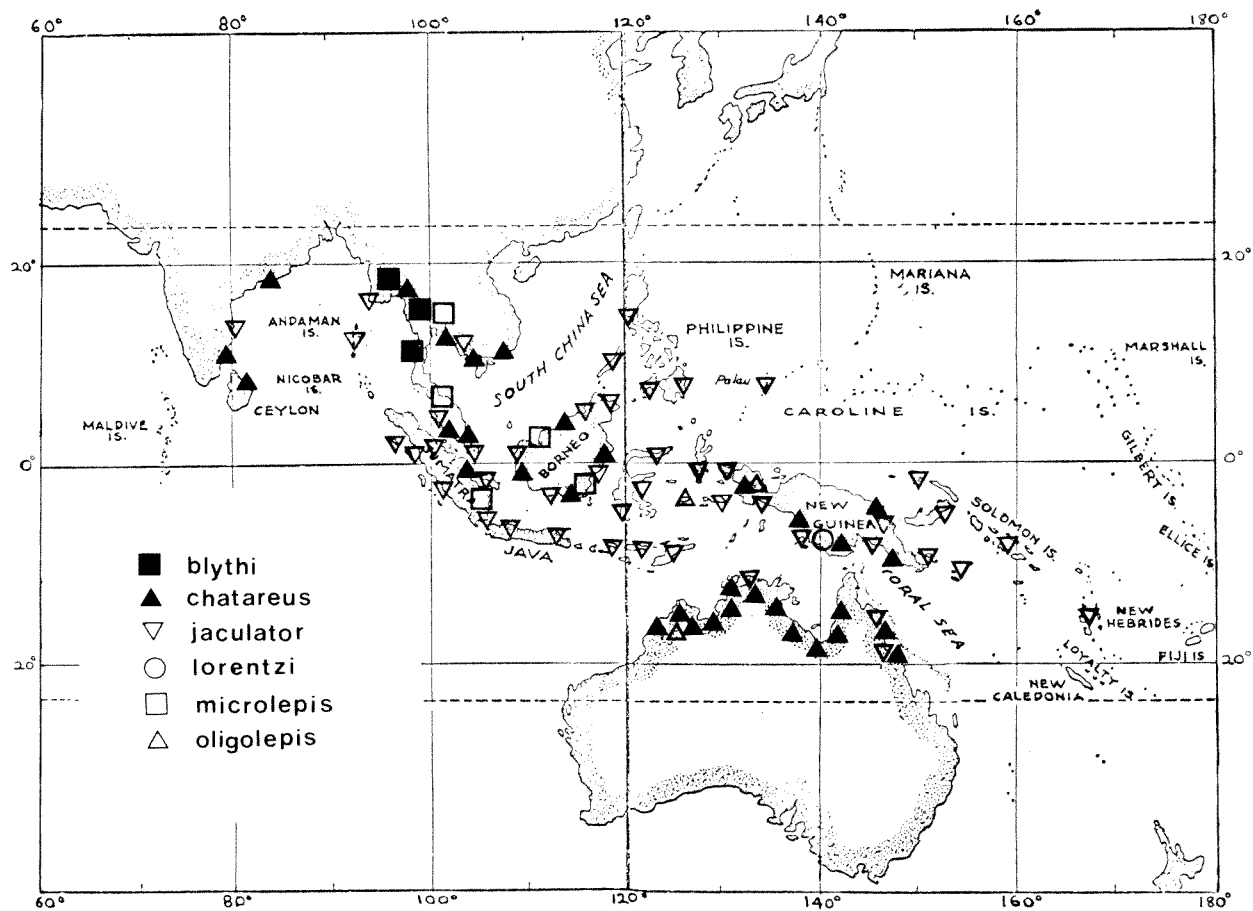 60°
80°
100°
120°
140°
160°
180°
20°
20°
MARIANA
IS.
ANDAMAN
IS.
SOUTH CHINA SEA
PHILIPPINE
IS.
MARSHALL
IS.
NICOBAR
IS.
Palau
CEYLON
CAROLINE IS.
MALDIVE
IS.
GILBERT IS.
0°
0°
BORNEO
SUMATRA
NEW
GUINEA
SOLOMON IS.
ELLICE IS
JAVA
CORAL SEA
NEW
HEBRIDES
FIJI IS
LOYALTY
IS.
20°
20°
NEW
CALEDONIA
blythi
chatareus
jaculator
lorentzi
microlepis
oligolepis
60°
80°
100°
120°
140°
160°
180°